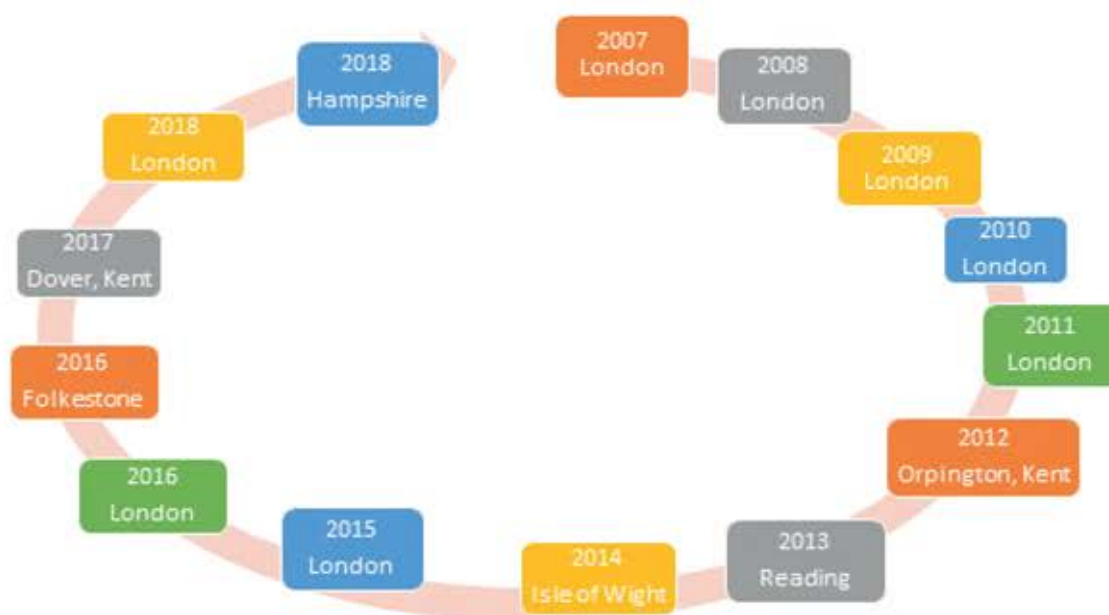 2007
London
2008
London
2009
London
2010
London
2011
London
2012
Orpington, Kent
2013
Reading
2014
Isle of Wight
2015
London
2016
London
2016
Folkestone
2017
Dover, Kent
2018
London
2018
Hampshire